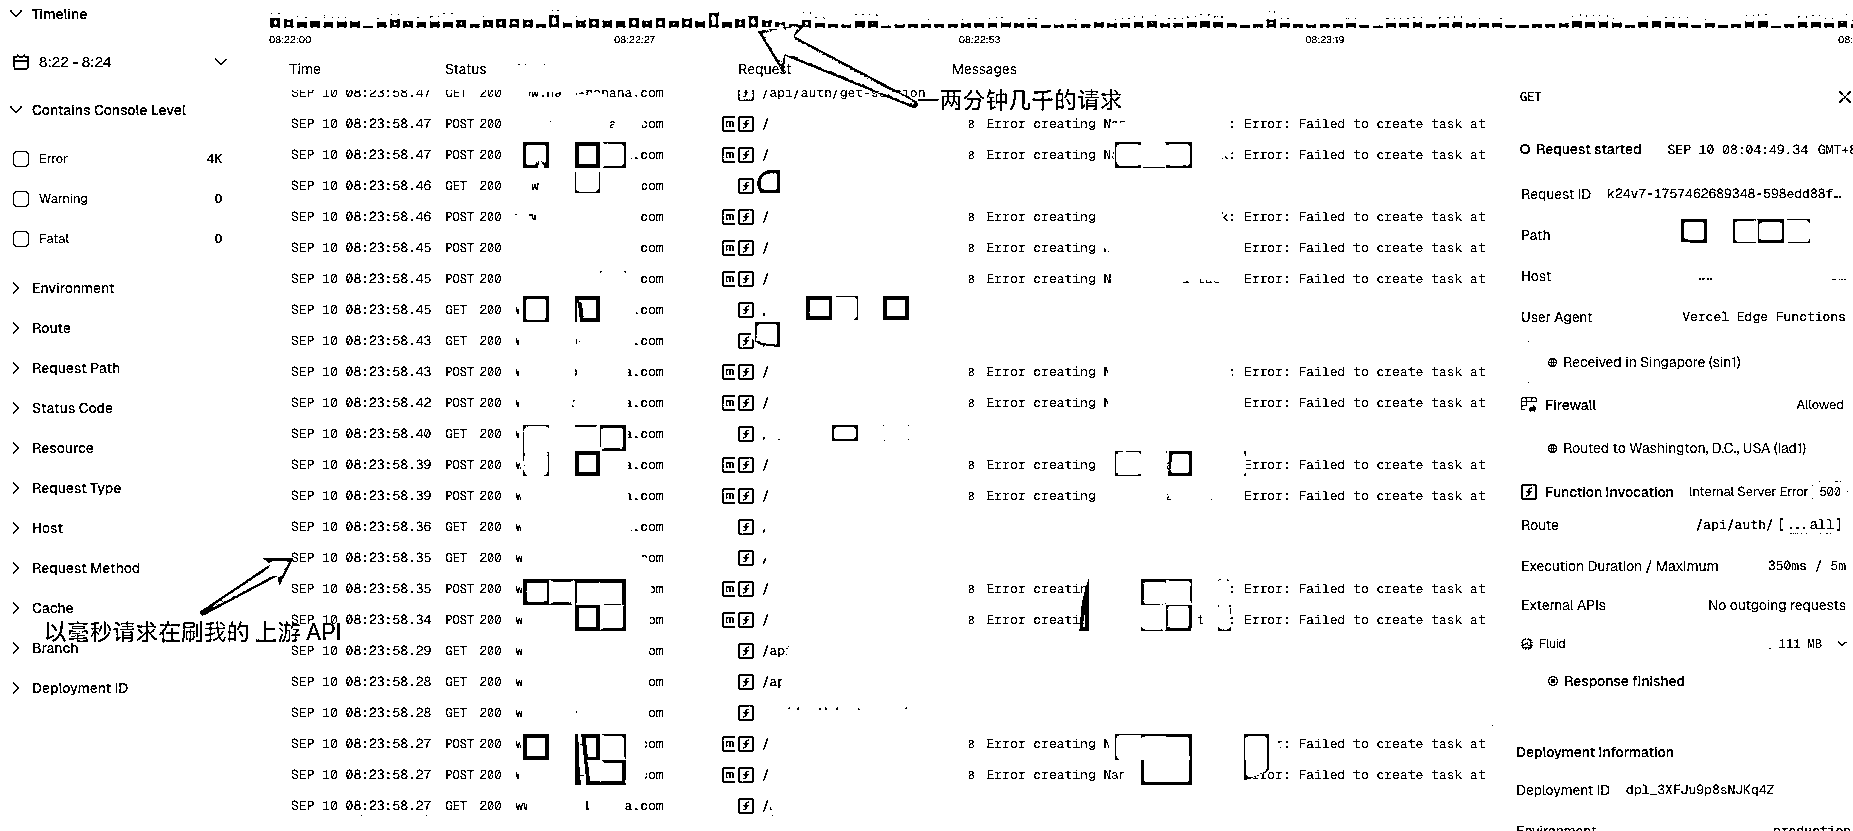 Timeline
08:22:00 08:22:27 08:22:53 08:23:19 08:
8:22 - 8:24
Time Status Request Messages
一两分钟几千的请求
Contains Console Level
Error 4K
Warning 0
Fatal 0
Environment
Route
Request Path
Status Code
Resource
Request Type
Host
Request Method
Cache
以毫秒请求在刷我的 上游 API
Branch
Deployment ID
SEP 10 08:23:58.47 GET 200 .com /api/auth/get-session
SEP 10 08:23:58.47 POST 200 .com / 8 Error creating : Error: Failed to create task at
SEP 10 08:23:58.47 POST 200 .com / 8 Error creating : Error: Failed to create task at
SEP 10 08:23:58.46 GET 200 w
SEP 10 08:23:58.46 POST 200 com / 8 Error creating : Error: Failed to create task at
SEP 10 08:23:58.45 POST 200 com / 8 Error creating Error: Failed to create task at
SEP 10 08:23:58.45 POST 200 com / 8 Error creating N Error: Failed to create task at
SEP 10 08:23:58.45 GET 200 .com
SEP 10 08:23:58.43 GET 200 .com
SEP 10 08:23:58.43 POST 200 a.com / 8 Error creating : Error: Failed to create task at
SEP 10 08:23:58.42 POST 200 .com / 8 Error creating Error: Failed to create task at
SEP 10 08:23:58.40 GET 200 a.com
SEP 10 08:23:58.39 POST 200 a.com / 8 Error creating Error: Failed to create task at
SEP 10 08:23:58.39 POST 200 w .com / 8 Error creating Error: Failed to create task at
SEP 10 08:23:58.36 GET 200 w .com
SEP 10 08:23:58.35 GET 200 w com
SEP 10 08:23:58.35 POST 200 w om / 8 Error creating Error: Failed to create task at
SEP 10 08:23:58.34 POST 200 w om / 8 Error creating t : Error: Failed to create task at
SEP 10 08:23:58.29 GET 200 w om /api
SEP 10 08:23:58.28 GET 200 w om /ap
SEP 10 08:23:58.28 GET 200 w om
SEP 10 08:23:58.27 POST 200 w com / 8 Error creating : Failed to create task at
SEP 10 08:23:58.27 POST 200 com / 8 Error creating Error: Failed to create task at
SEP 10 08:23:58.27 GET 200 a.com /
GET
Request started SEP 10 08:04:49.34 GMT+8
Request ID k24v7-1757462689348-598edd88f…
Path
Host
User Agent Vercel Edge Functions
Received in Singapore (sin1)
Firewall Allowed
Routed to Washington, D.C., USA (iad1)
Function Invocation Internal Server Error 500
Route /api/auth/[...all]
Execution Duration / Maximum 350ms / 5m
External APIs No outgoing requests
Fluid 111 MB
Response finished
Deployment Information
Deployment ID dpl_3XFJu9p8sNJKq4Z
Environment production